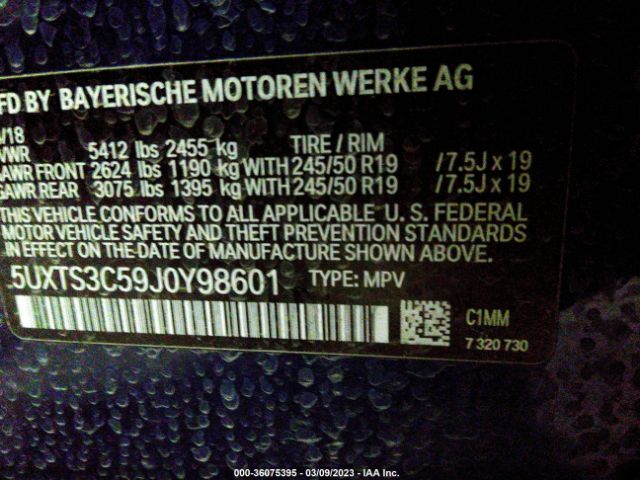 FD BY BAYERISCHE MOTOREN WERKE AG
/18 TIRE / RIM
VWR 5412 lbs 2455 kg
AWR FRONT 2624 lbs 1190 kg WITH 245/50 R19 /7.5J x 19
GAWR REAR 3075 lbs 1395 kg WITH 245/50 R19 /7.5J x 19
THIS VEHICLE CONFORMS TO ALL APPLICABLE U. S. FEDERAL
MOTOR VEHICLE SAFETY AND THEFT PREVENTION STANDARDS
IN EFFECT ON THE DATE OF MANUFACTURE SHOWN ABOVE.
5UXTS3C59J0Y98601 TYPE: MPV
C1MM
7 320 730
000-36075395 - 03/09/2023 - IAA Inc.